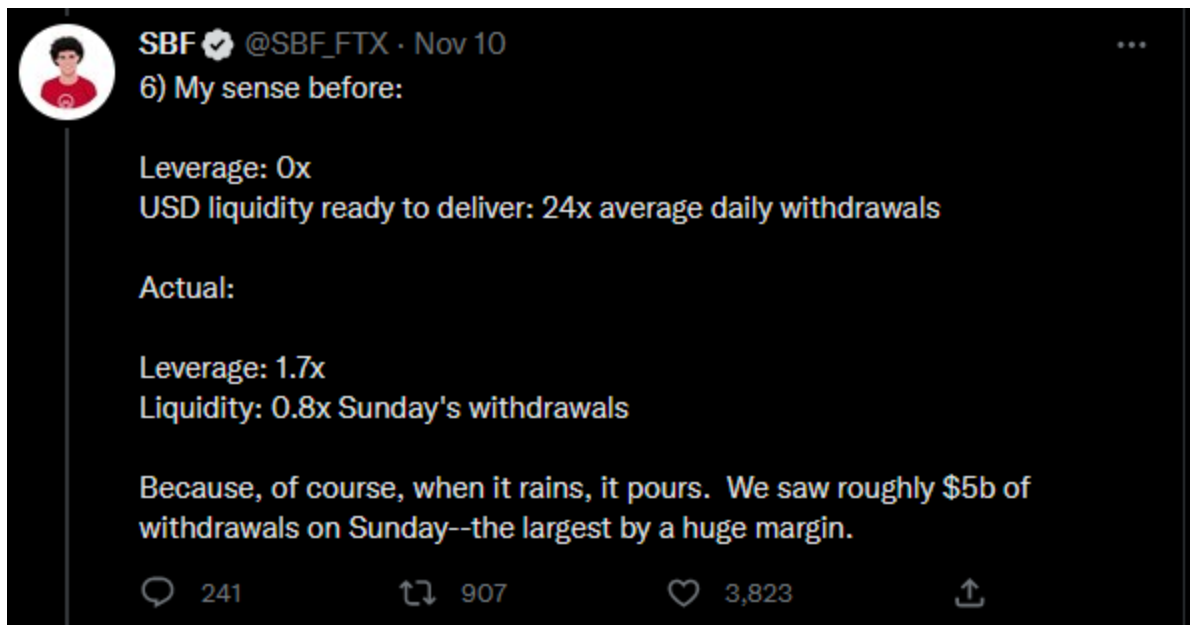 SBF @SBF_FTX · Nov 10
6) My sense before:
Leverage: 0x
USD liquidity ready to deliver: 24x average daily withdrawals
Actual:
Leverage: 1.7x
Liquidity: 0.8x Sunday's withdrawals
Because, of course, when it rains, it pours.  We saw roughly $5b of
withdrawals on Sunday--the largest by a huge margin.
241 907 3,823